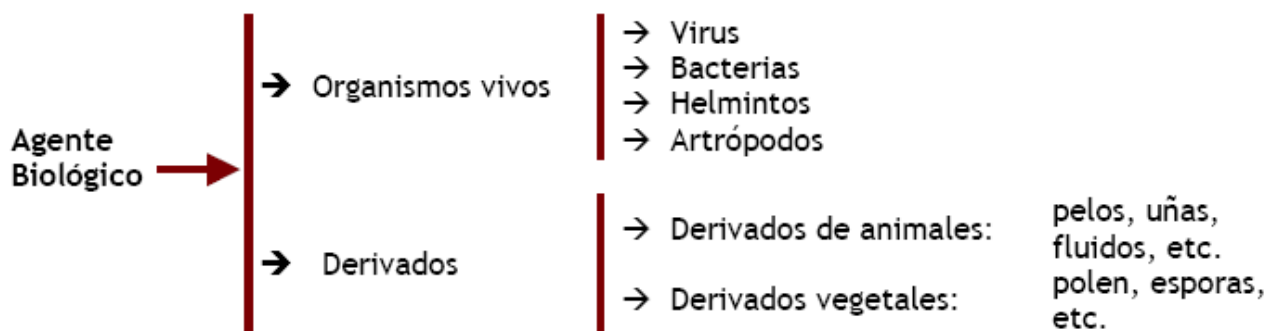 Agente
Biológico
→ Organismos vivos
→ Virus
→ Bacterias
→ Helmintos
→ Artrópodos
→ Derivados
→ Derivados de animales:
pelos, uñas,
fluidos, etc.
→ Derivados vegetales:
polen, esporas,
etc.